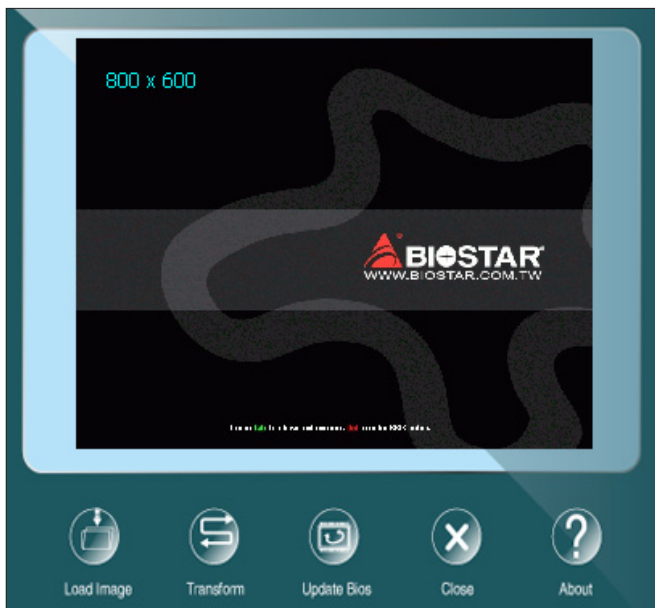 800 x 600
BIOSTAR
WWW.BIOSTAR.COM.TW
Load Image
Transform
Update Bios
Close
About